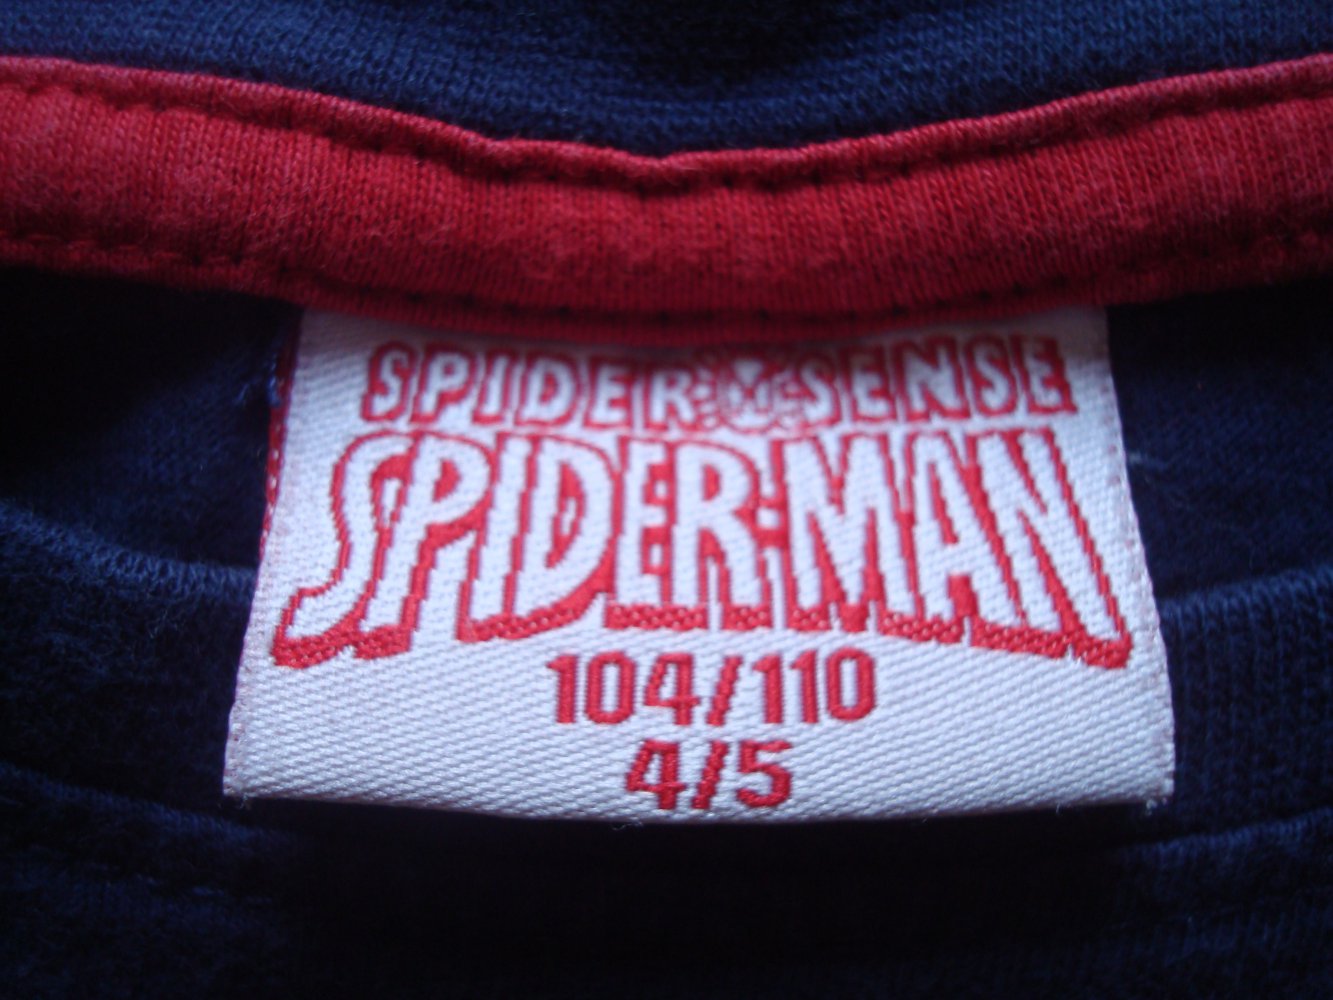 SPIDER SENSE
SPIDER-MAN
104/110
4/5